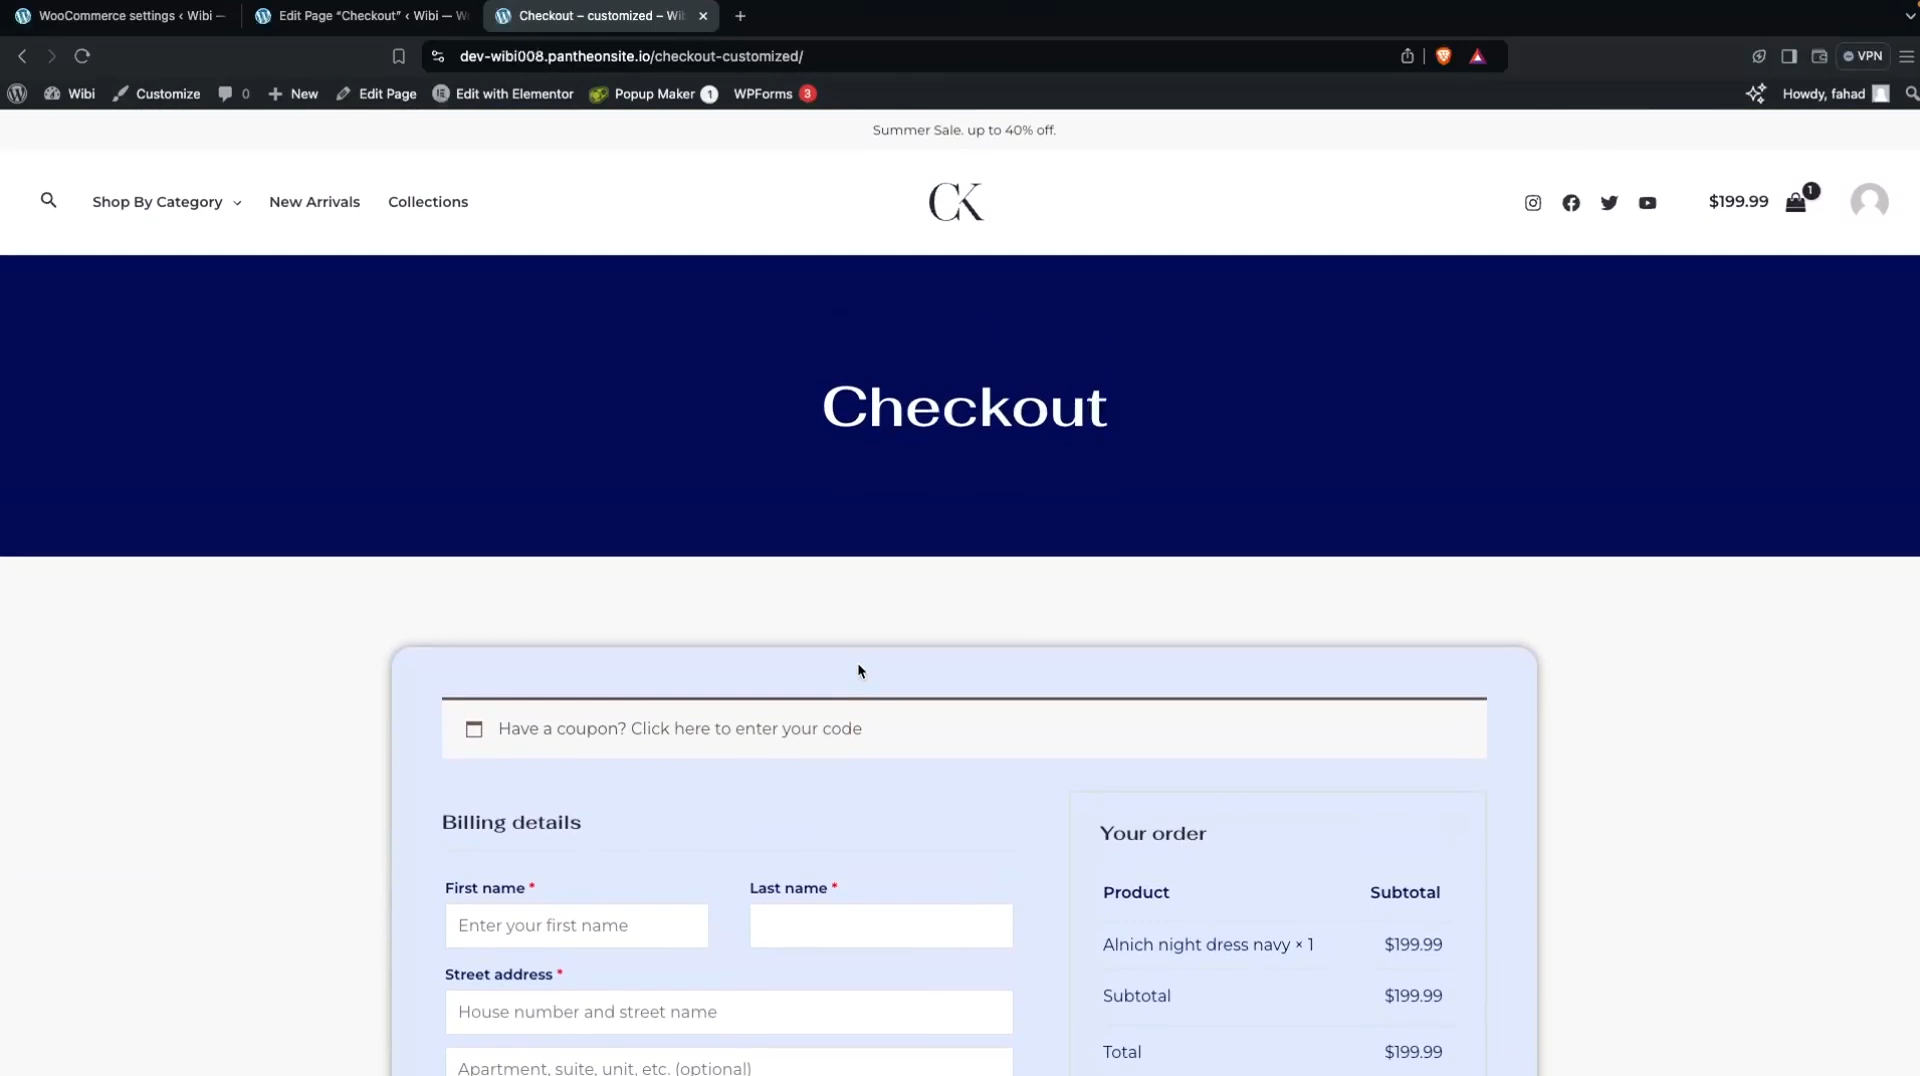 WooCommerce settings ‹ Wibi —
Edit Page “Checkout” ‹ Wibi — W
Checkout – customized – Wi
dev-wibi008.pantheonsite.io/checkout-customized/
VPN
Wibi
Customize
0
New
Edit Page
Edit with Elementor
Popup Maker 1
WPForms 3
Howdy, fahad
Summer Sale. up to 40% off.
Shop By Category
New Arrivals
Collections
CK
$199.99
1
Checkout
Have a coupon? Click here to enter your code
Billing details
First name *
Last name *
Enter your first name
Street address *
House number and street name
Apartment, suite, unit, etc. (optional)
Your order
Product Subtotal
Alnich night dress navy × 1 $199.99
Subtotal $199.99
Total $199.99